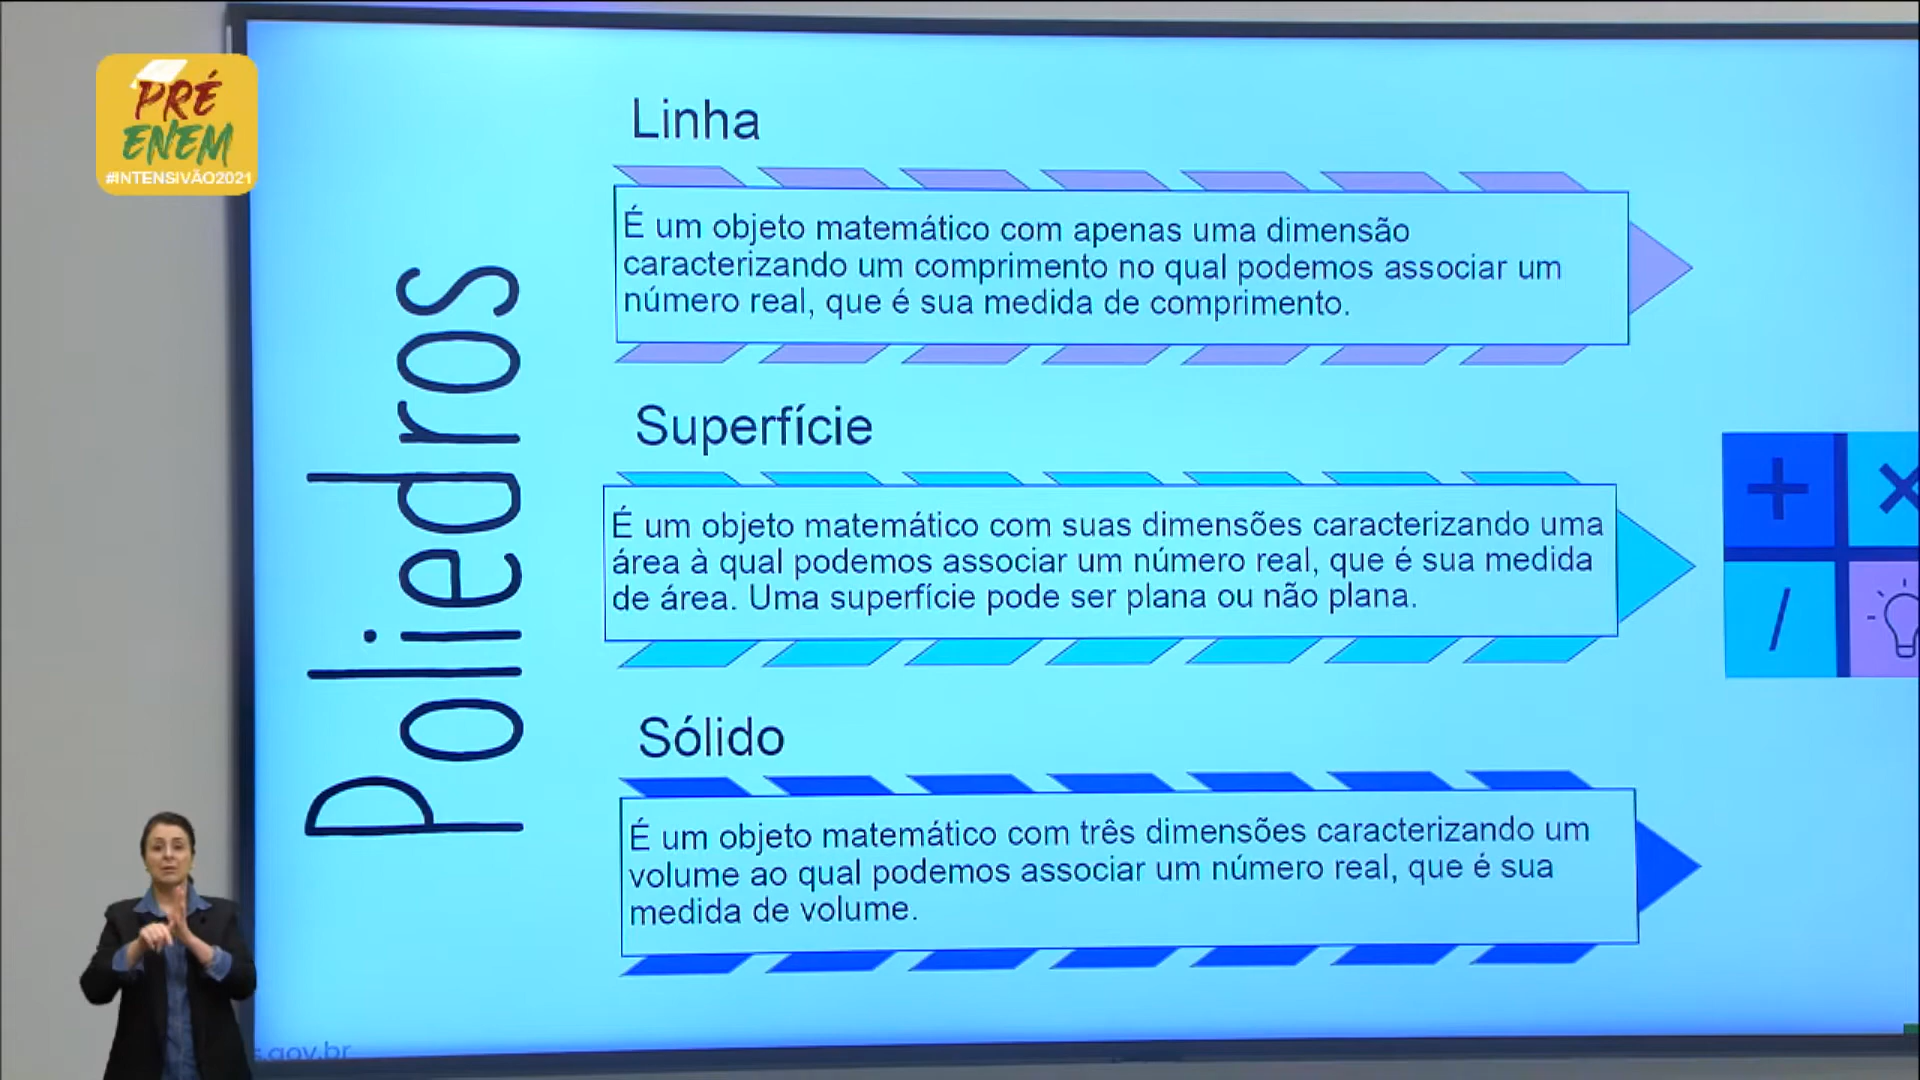 PRÉ
ENEM
#INTENSIVÃO2021
Poliedros
Linha
É um objeto matemático com apenas uma dimensão
caracterizando um comprimento no qual podemos associar um
número real, que é sua medida de comprimento.
Superfície
É um objeto matemático com suas dimensões caracterizando uma
área à qual podemos associar um número real, que é sua medida
de área. Uma superfície pode ser plana ou não plana.
+ ×
/
Sólido
É um objeto matemático com três dimensões caracterizando um
volume ao qual podemos associar um número real, que é sua
medida de volume.
s.gov.br